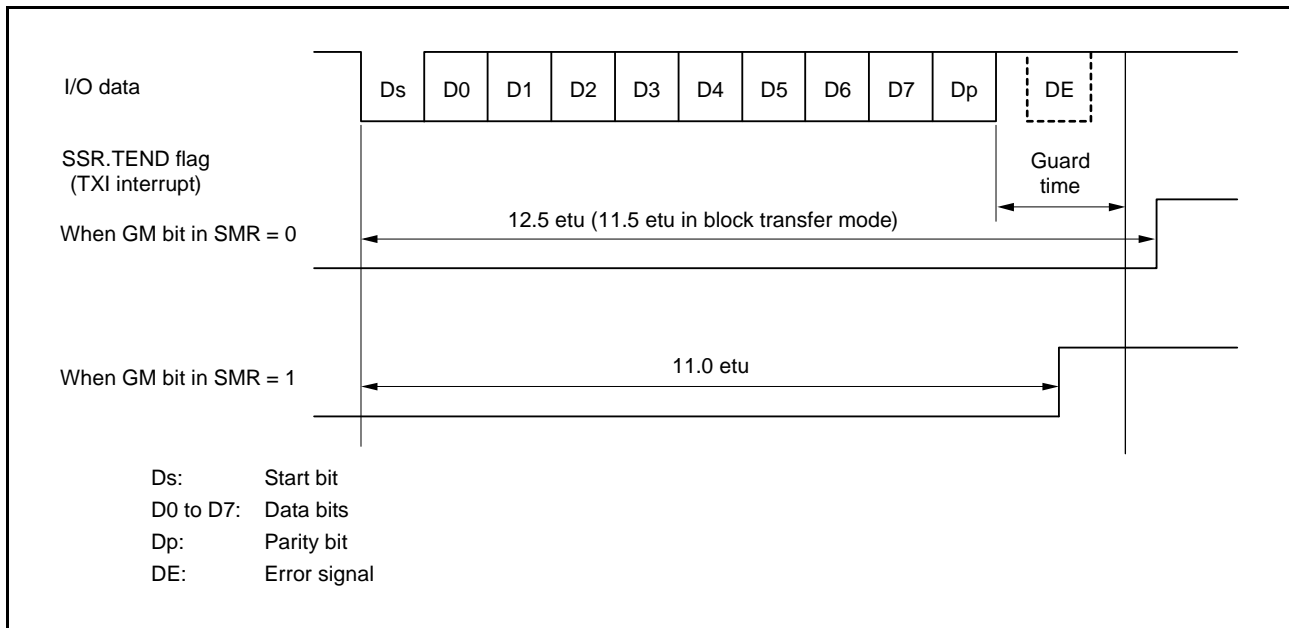 I/O data
Ds D0 D1 D2 D3 D4 D5 D6 D7 Dp DE
SSR.TEND flag
(TXI interrupt)
Guard
time
When GM bit in SMR = 0
12.5 etu (11.5 etu in block transfer mode)
When GM bit in SMR = 1
11.0 etu
Ds: Start bit
D0 to D7: Data bits
Dp: Parity bit
DE: Error signal